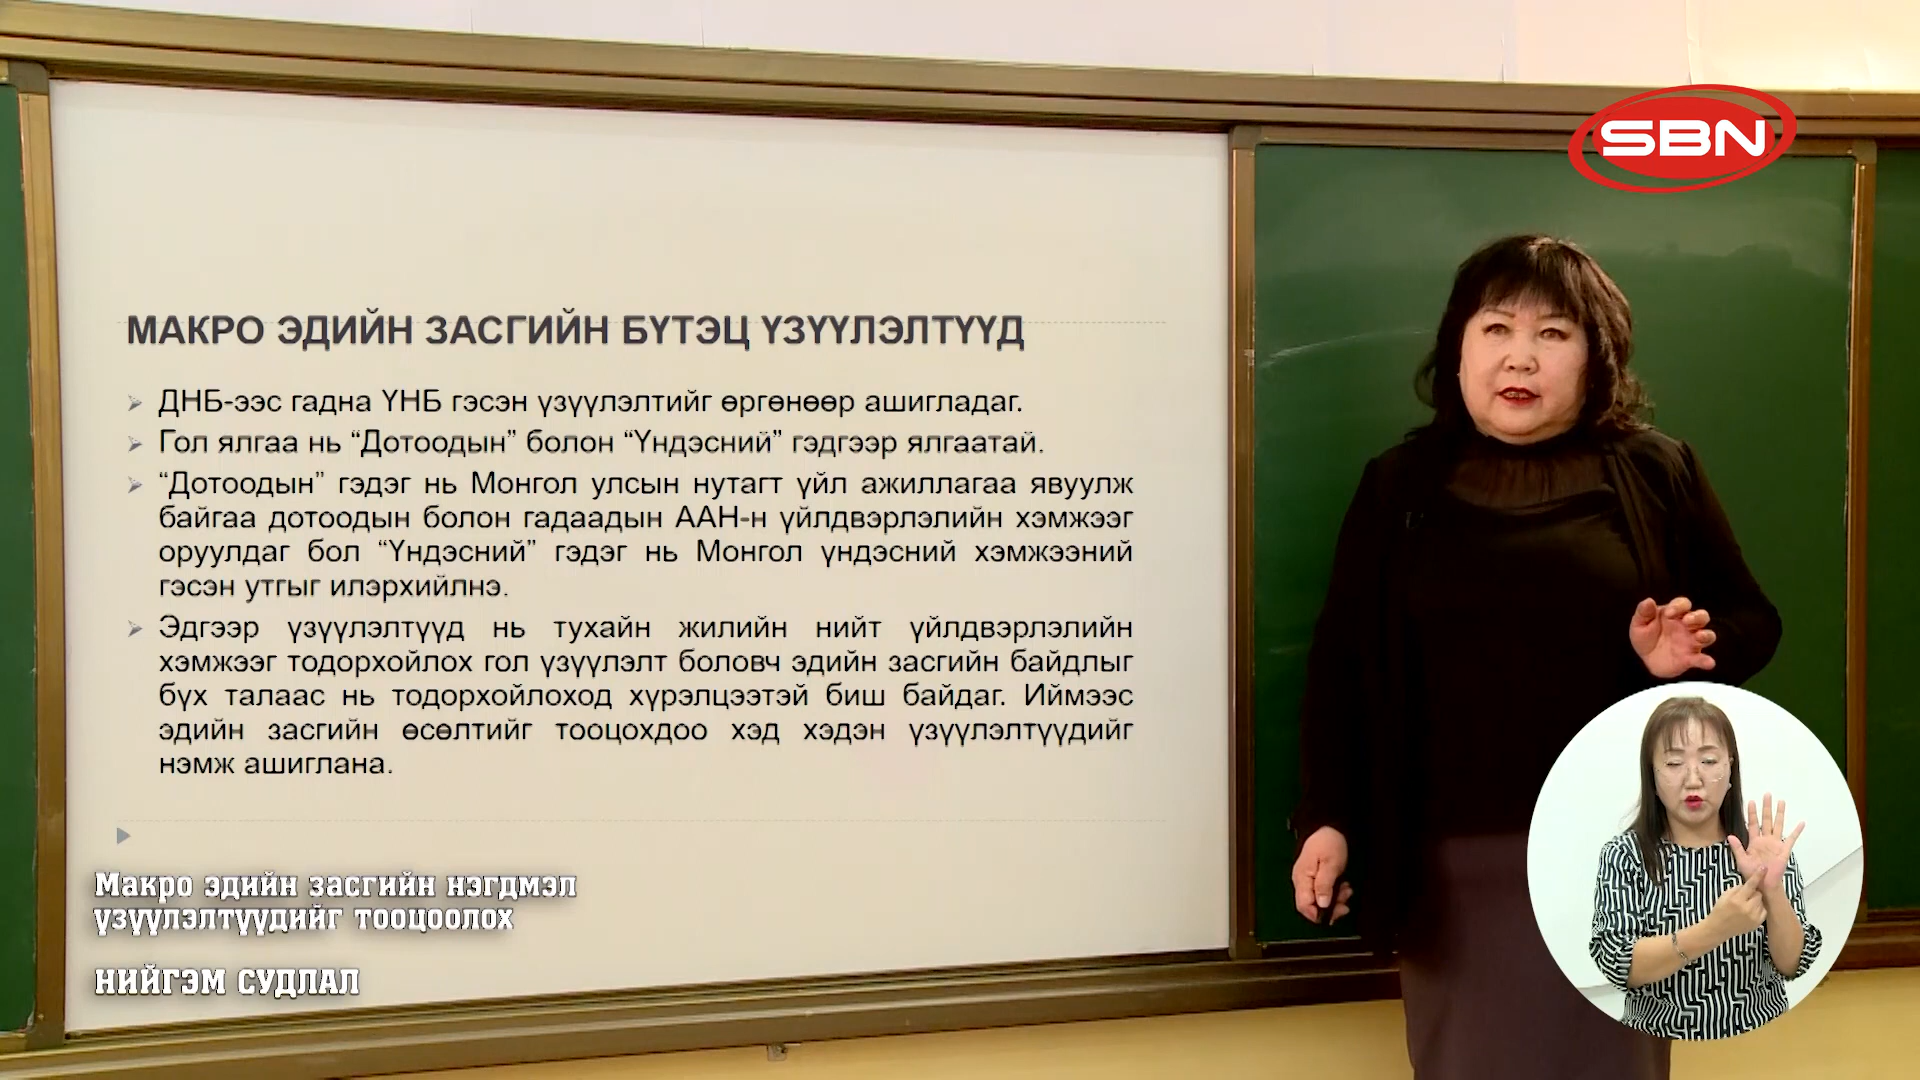 SBN
МАКРО ЭДИЙН ЗАСГИЙН БҮТЭЦ ҮЗҮҮЛЭЛТҮҮД
ДНБ-ээс гадна ҮНБ гэсэн үзүүлэлтийг өргөнөөр ашигладаг.
Гол ялгаа нь “Дотоодын” болон “Үндэсний” гэдгээр ялгаатай.
“Дотоодын” гэдэг нь Монгол улсын нутагт үйл ажиллагаа явуулж
байгаа дотоодын болон гадаадын ААН-н үйлдвэрлэлийн хэмжээг
оруулдаг бол “Үндэсний” гэдэг нь Монгол үндэсний хэмжээний
гэсэн утгыг илэрхийлнэ.
Эдгээр үзүүлэлтүүд нь тухайн жилийн нийт үйлдвэрлэлийн
хэмжээг тодорхойлох гол үзүүлэлт боловч эдийн засгийн байдлыг
бүх талаас нь тодорхойлоход хүрэлцээтэй биш байдаг. Иймээс
эдийн засгийн өсөлтийг тооцохдоо хэд хэдэн үзүүлэлтүүдийг
нэмж ашиглана.
Макро эдийн засгийн нэгдмэл
үзүүлэлтүүдийг тооцоолох
НИЙГЭМ СУДЛАЛ